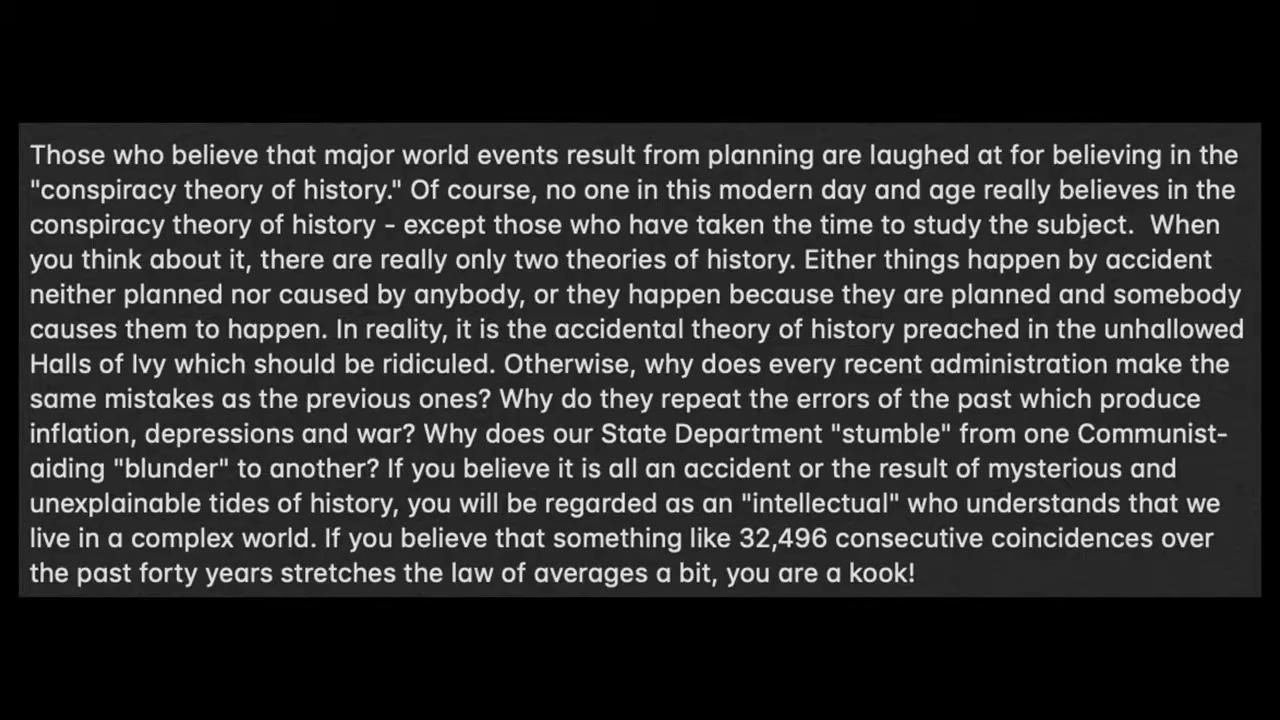 Those who believe that major world events result from planning are laughed at for believing in the
"conspiracy theory of history." Of course, no one in this modern day and age really believes in the
conspiracy theory of history - except those who have taken the time to study the subject.  When
you think about it, there are really only two theories of history. Either things happen by accident
neither planned nor caused by anybody, or they happen because they are planned and somebody
causes them to happen. In reality, it is the accidental theory of history preached in the unhallowed
Halls of Ivy which should be ridiculed. Otherwise, why does every recent administration make the
same mistakes as the previous ones? Why do they repeat the errors of the past which produce
inflation, depressions and war? Why does our State Department "stumble" from one Communist-
aiding "blunder" to another? If you believe it is all an accident or the result of mysterious and
unexplainable tides of history, you will be regarded as an "intellectual" who understands that we
live in a complex world. If you believe that something like 32,496 consecutive coincidences over
the past forty years stretches the law of averages a bit, you are a kook!